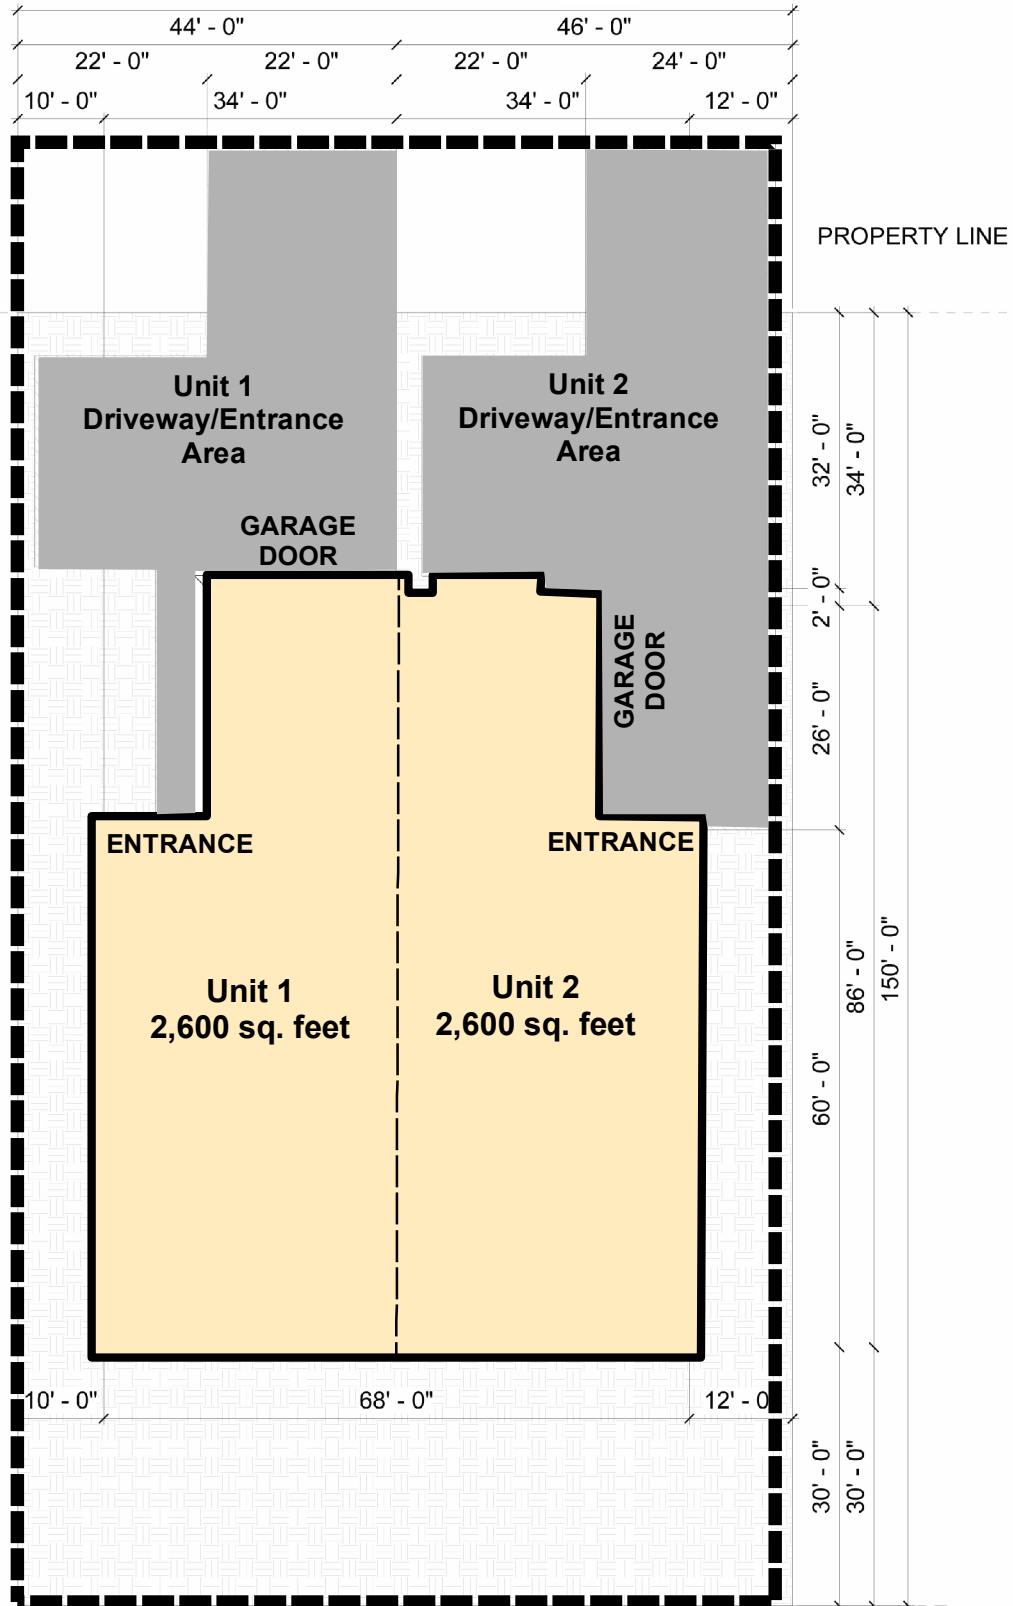 44' - 0" 46' - 0"
22' - 0" 22' - 0" 22' - 0" 24' - 0"
10' - 0" 34' - 0" 34' - 0" 12' - 0"
PROPERTY LINE
Unit 1
Driveway/Entrance
Area
Unit 2
Driveway/Entrance
Area
32' - 0"
34' - 0"
GARAGE
DOOR
2' - 0"
GARAGE
DOOR
26' - 0"
ENTRANCE
ENTRANCE
Unit 1
2,600 sq. feet
Unit 2
2,600 sq. feet
86' - 0"
150' - 0"
60' - 0"
10' - 0" 68' - 0" 12' - 0
30' - 0"
30' - 0"